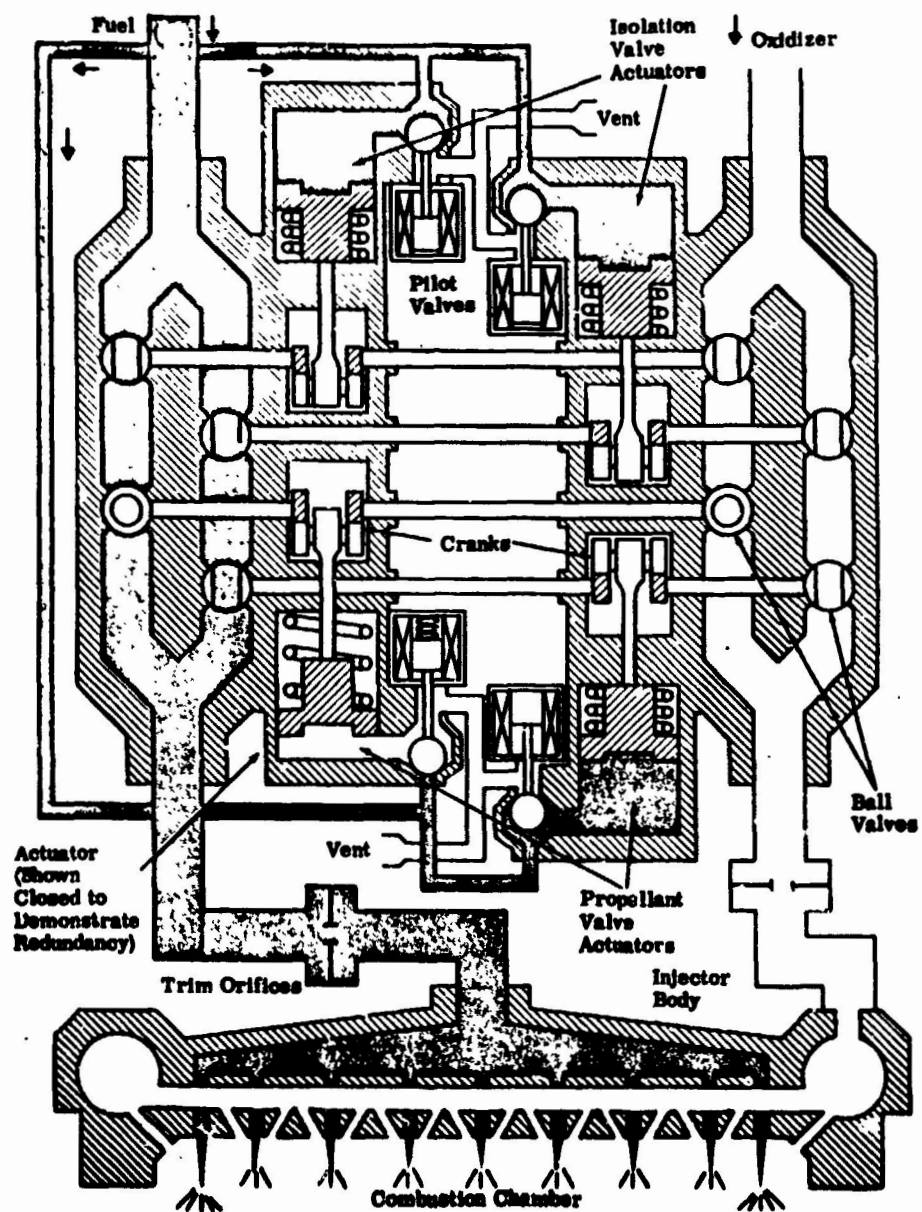 Fuel
Isolation
Valve
Actuators
Oxidizer
Vent
Pilot
Valves
Cranks
Ball
Valves
Vent
Actuator
(Shown
Closed to
Demonstrate
Redundancy)
Propellant
Valve
Actuators
Trim Orifices
Injector
Body
Combustion Chamber